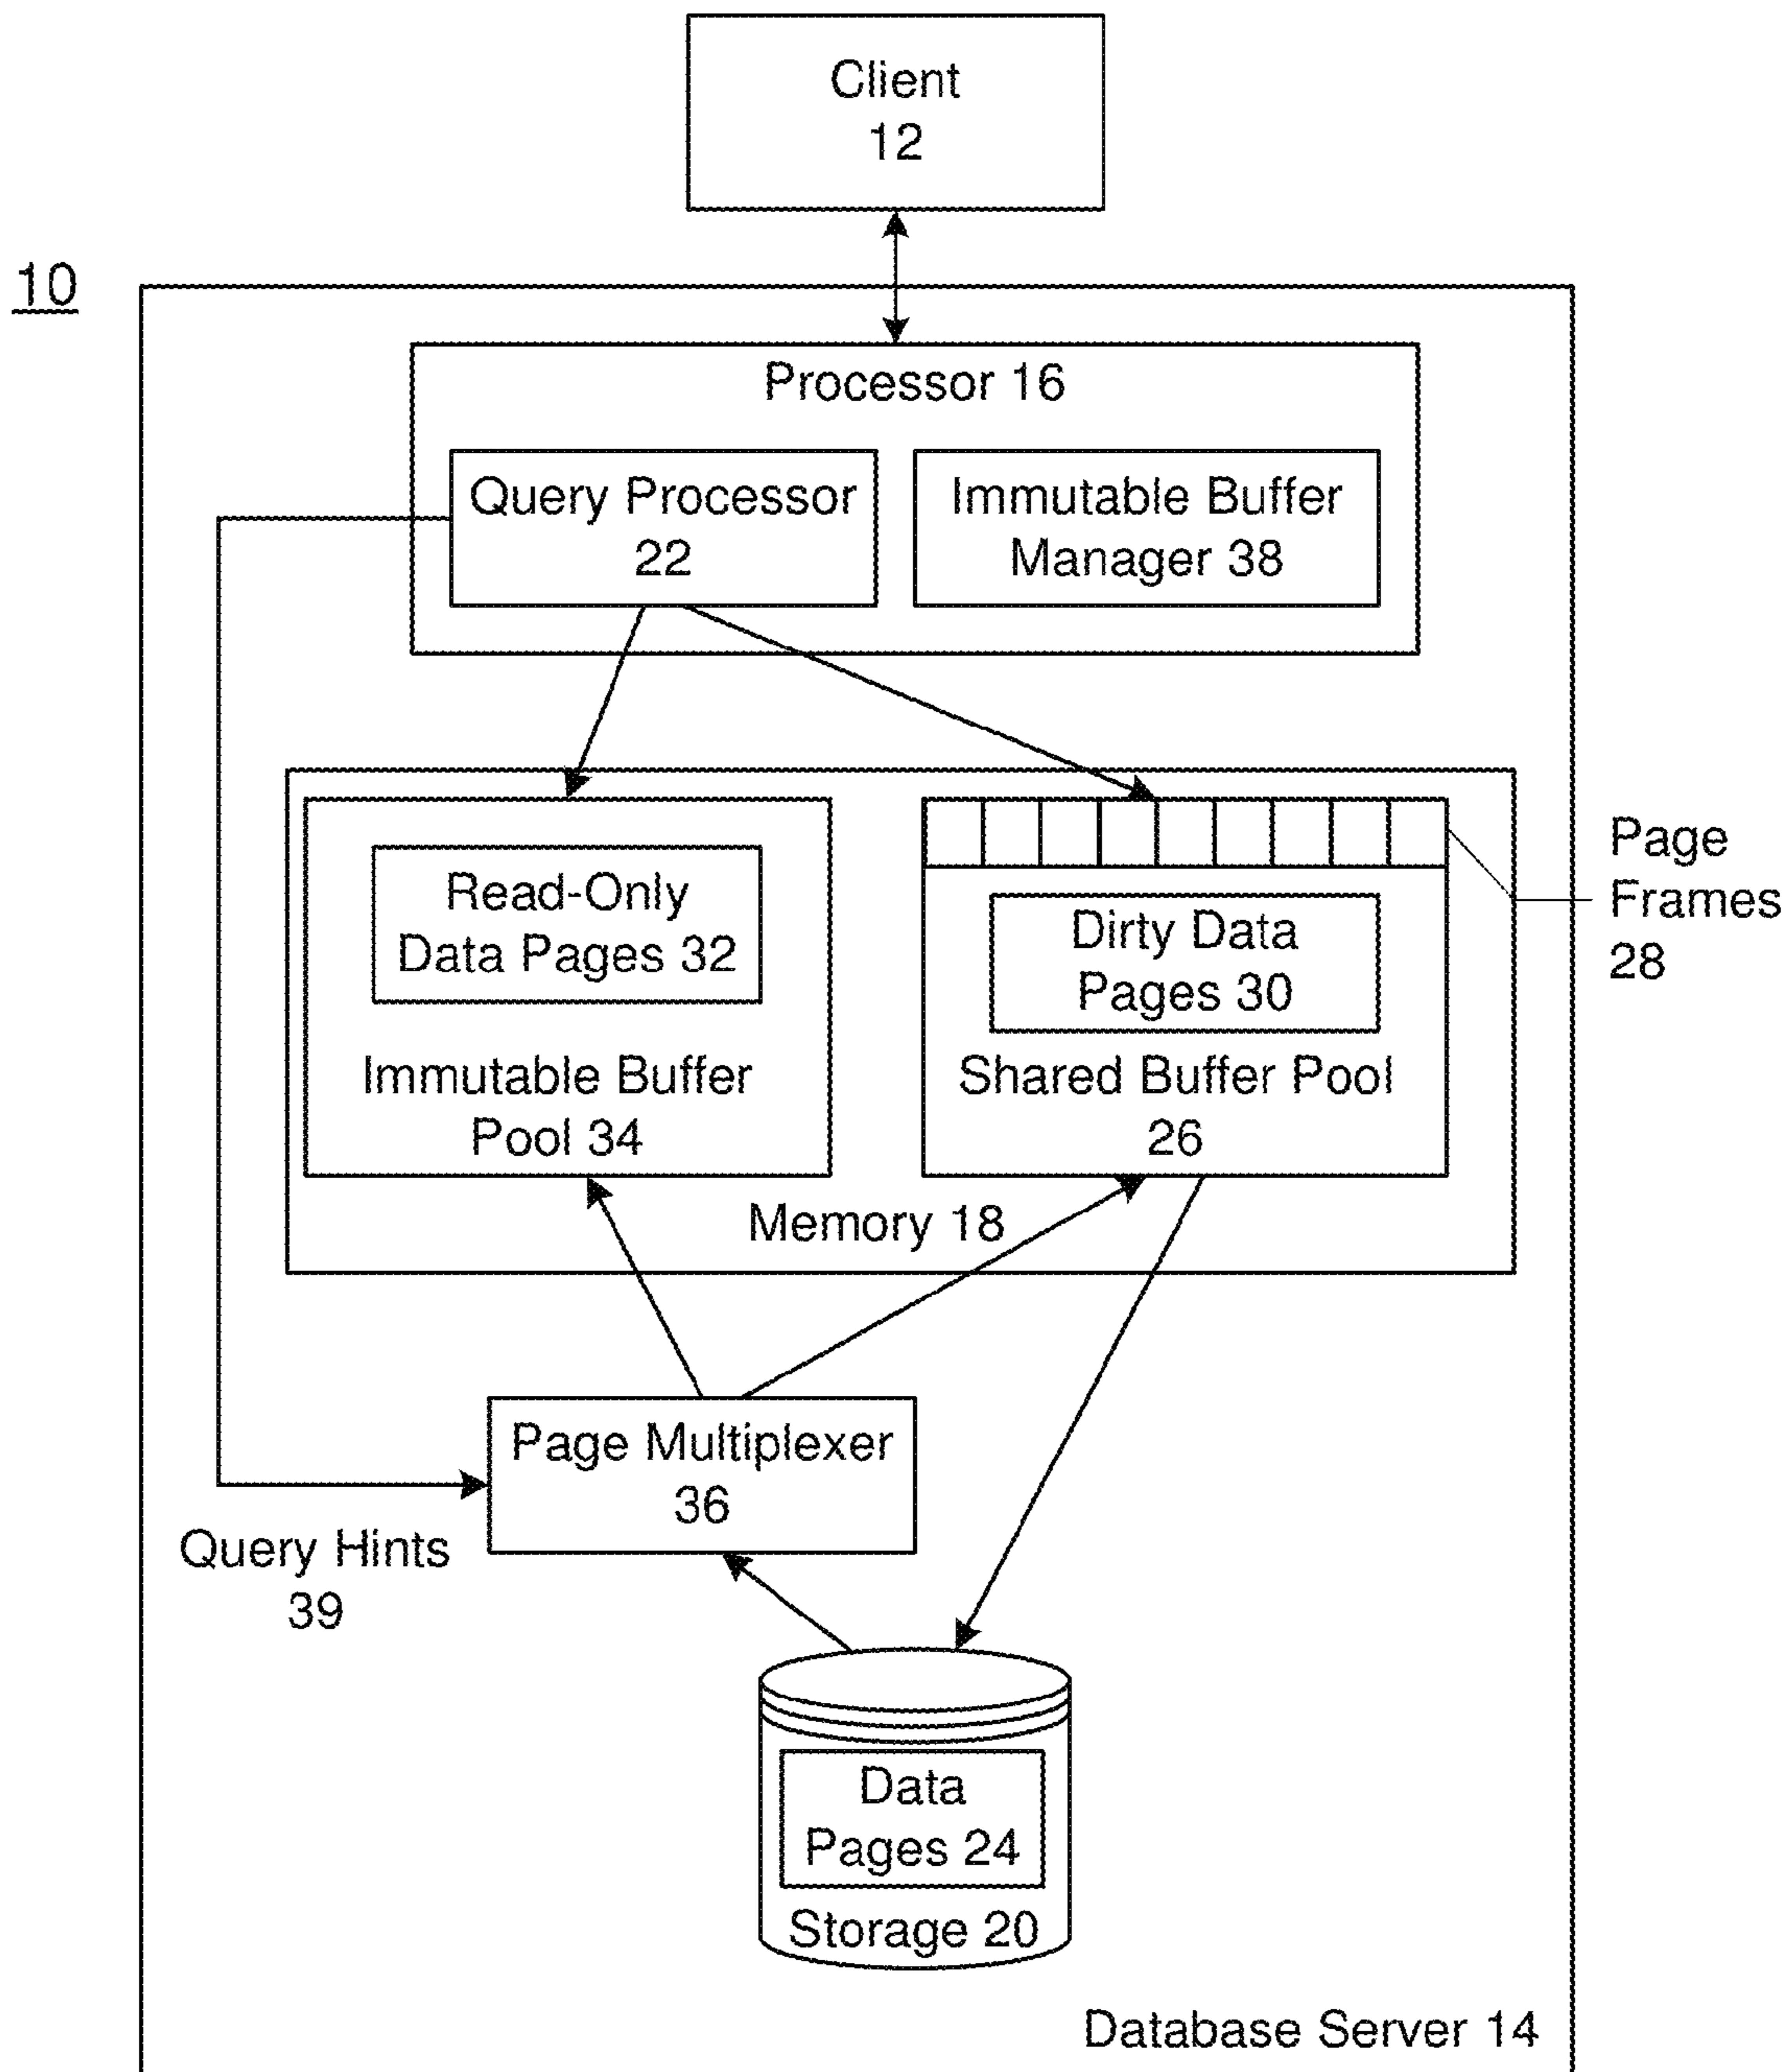 Client
12
10
Processor 16
Query Processor
22
Immutable Buffer
Manager 38
Read-Only
Data Pages 32
Immutable Buffer
Pool 34
Dirty Data
Pages 30
Shared Buffer Pool
26
Page
Frames
28
Memory 18
Page Multiplexer
36
Query Hints
39
Data
Pages 24
Storage 20
Database Server 14